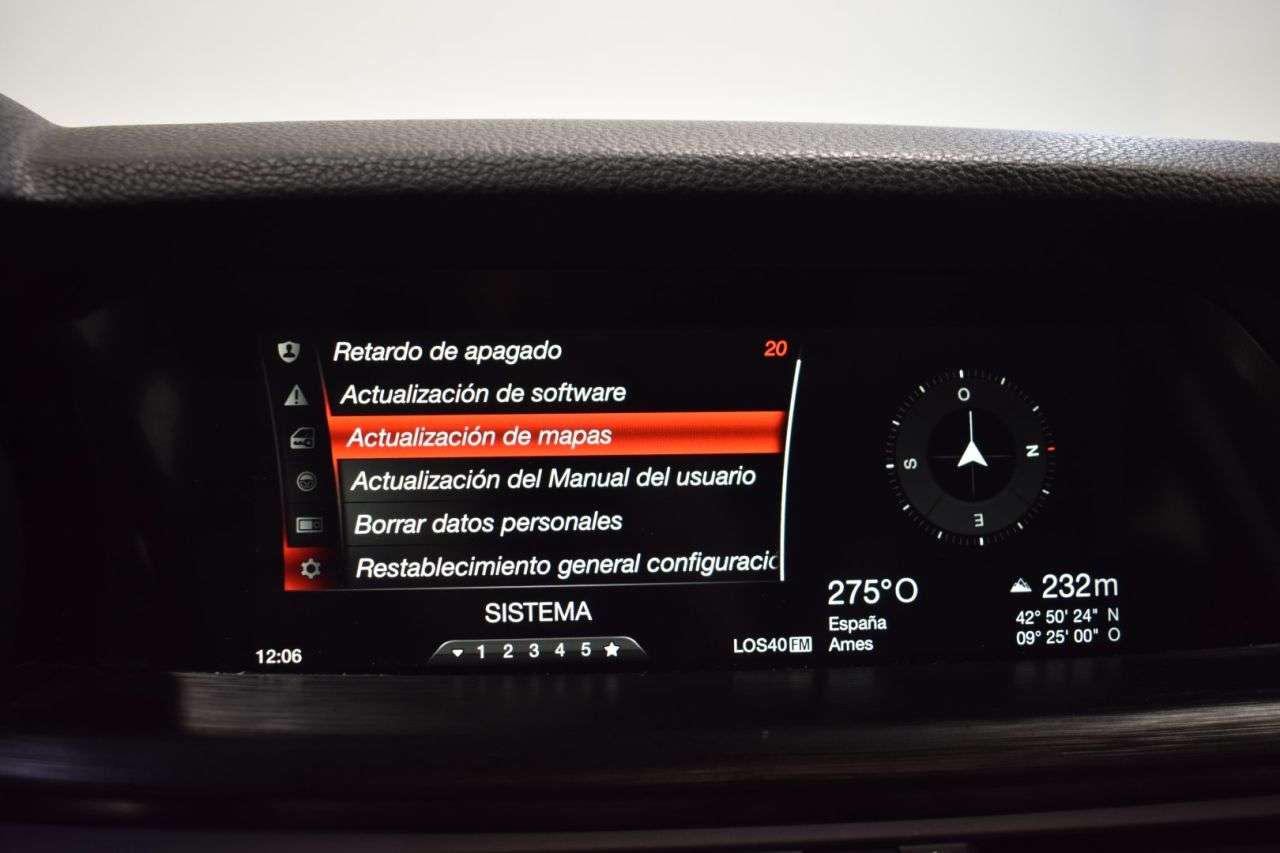 Retardo de apagado 20
Actualización de software
Actualización de mapas
Actualización del Manual del usuario
Borrar datos personales
Restablecimiento general configuració
SISTEMA
12:06
1 2 3 4 5
LOS40 FM
O
N
E
S
275°O
España
Ames
232m
42° 50' 24" N
09° 25' 00" O